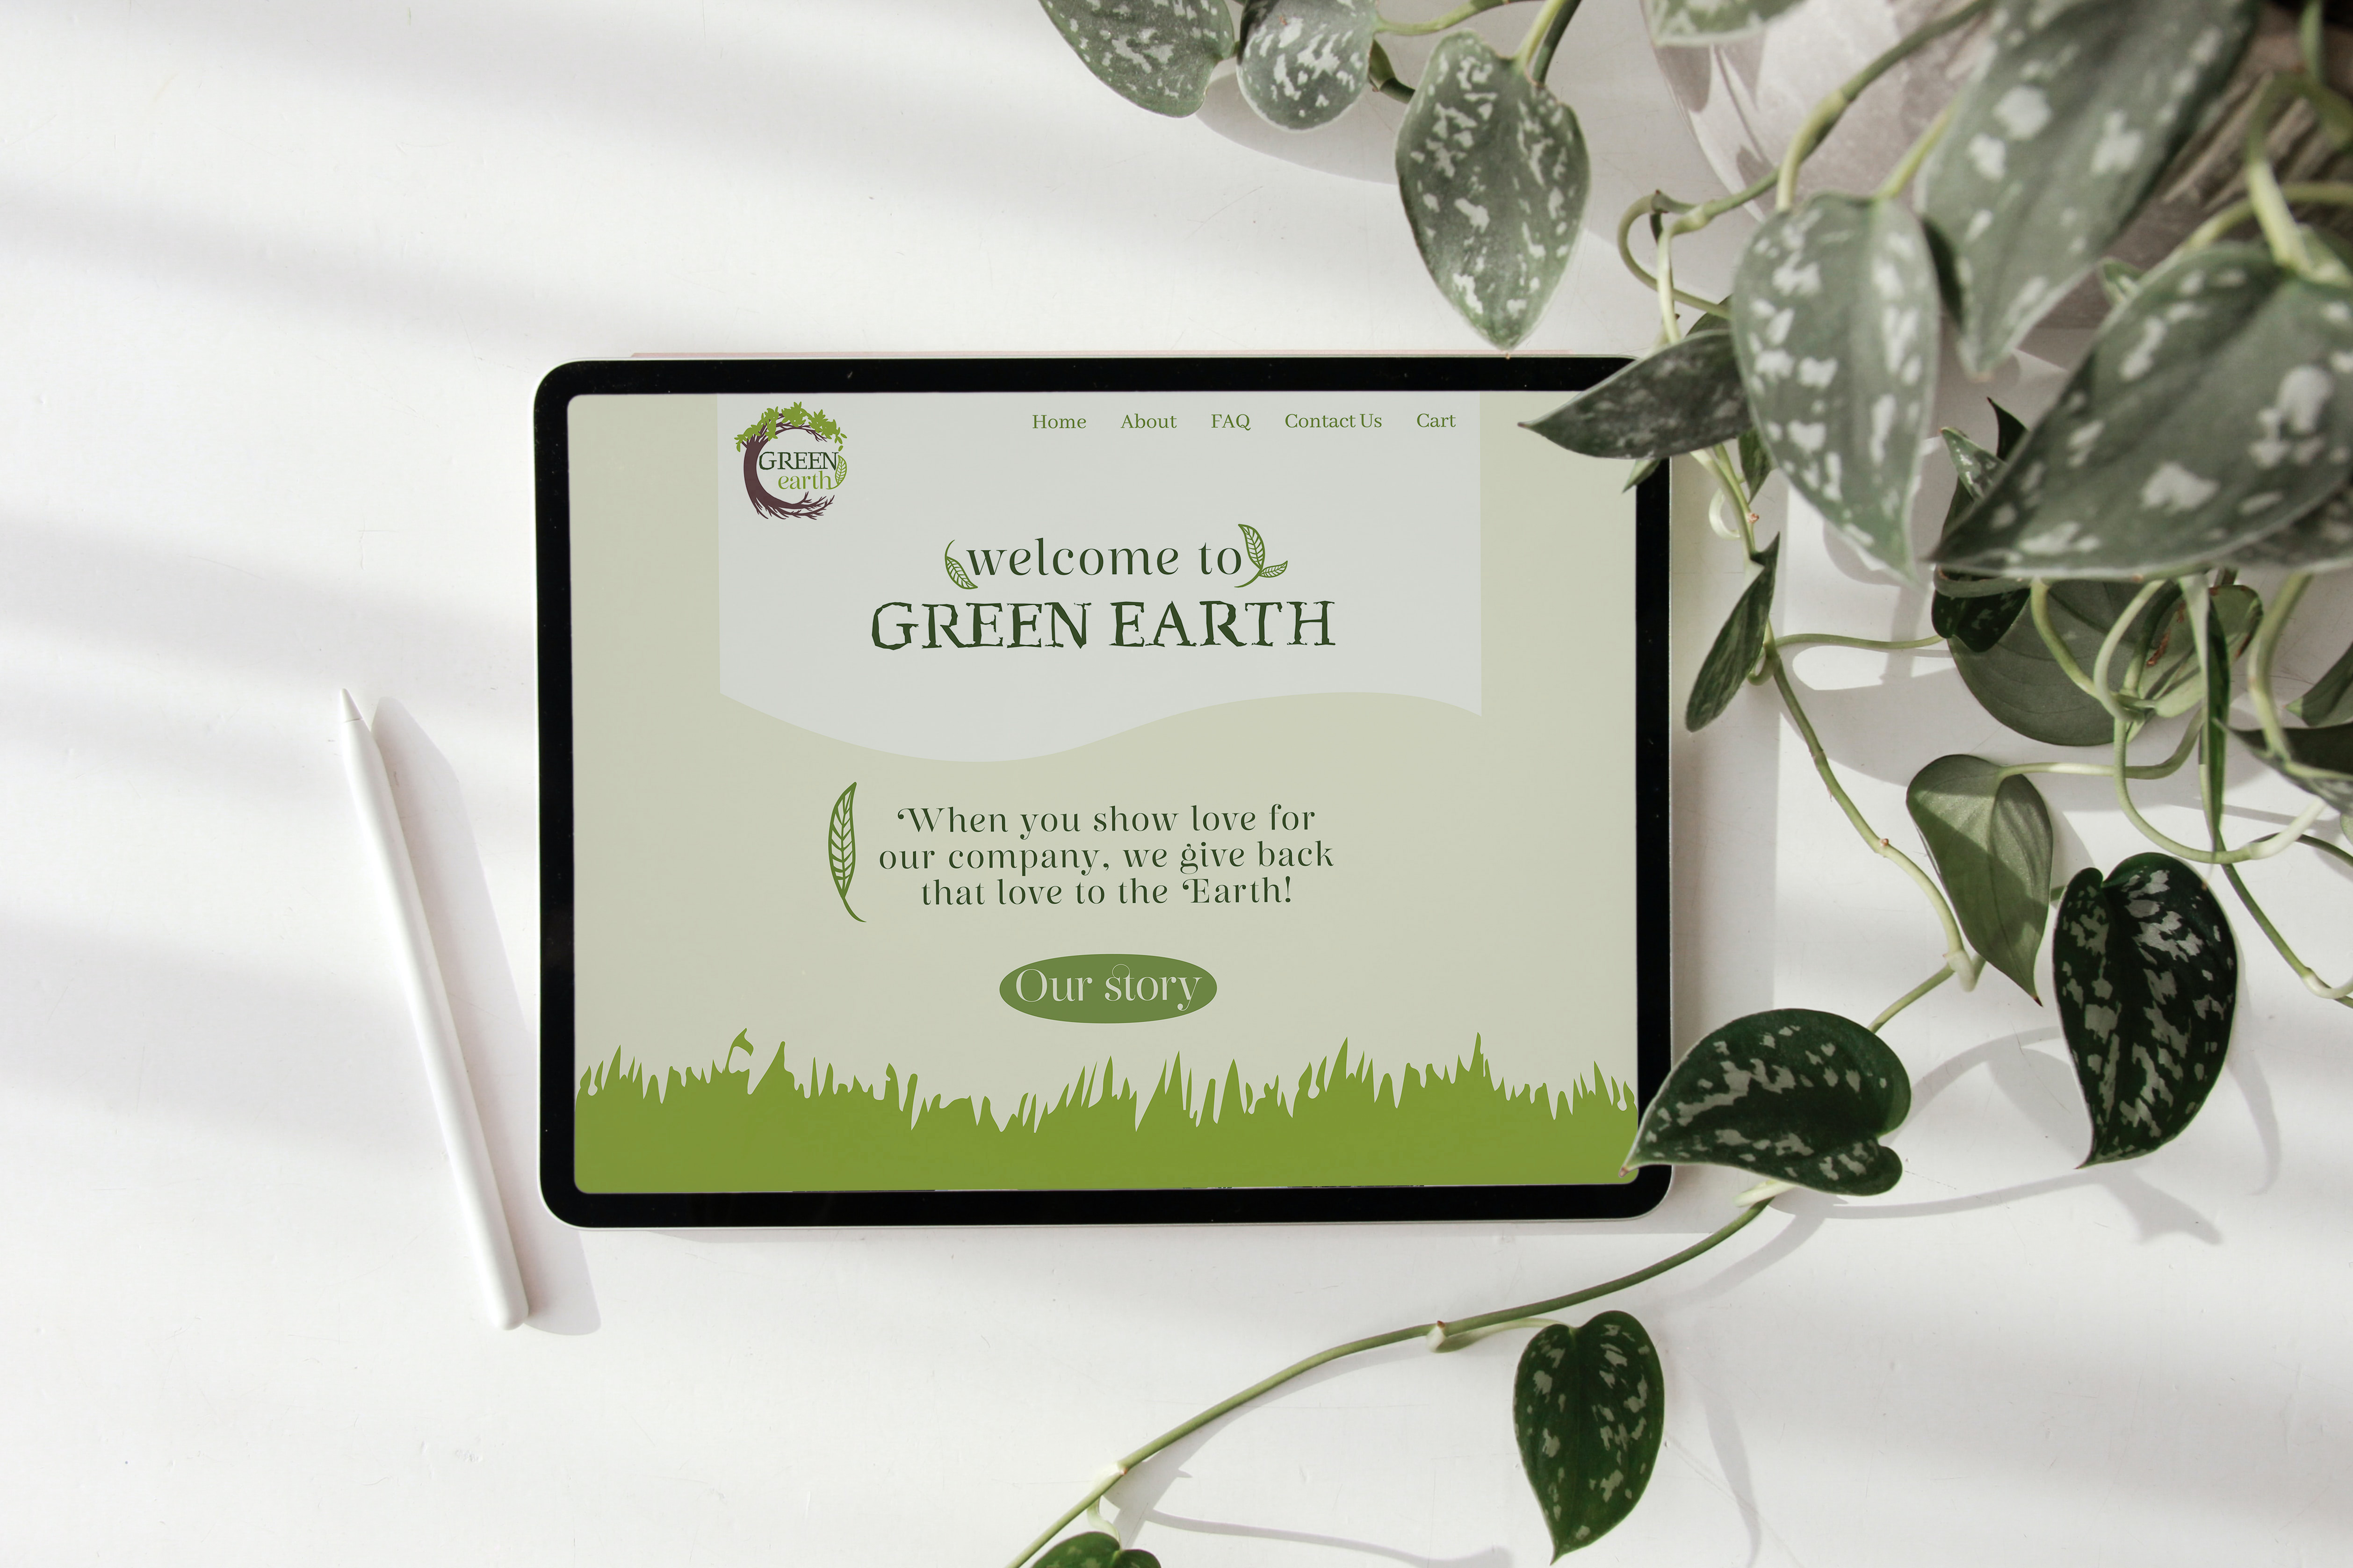 GREEN
earth
Home About FAQ Contact Us Cart
welcome to
GREEN EARTH
When you show love for
our company, we give back
that love to the Earth!
Our story